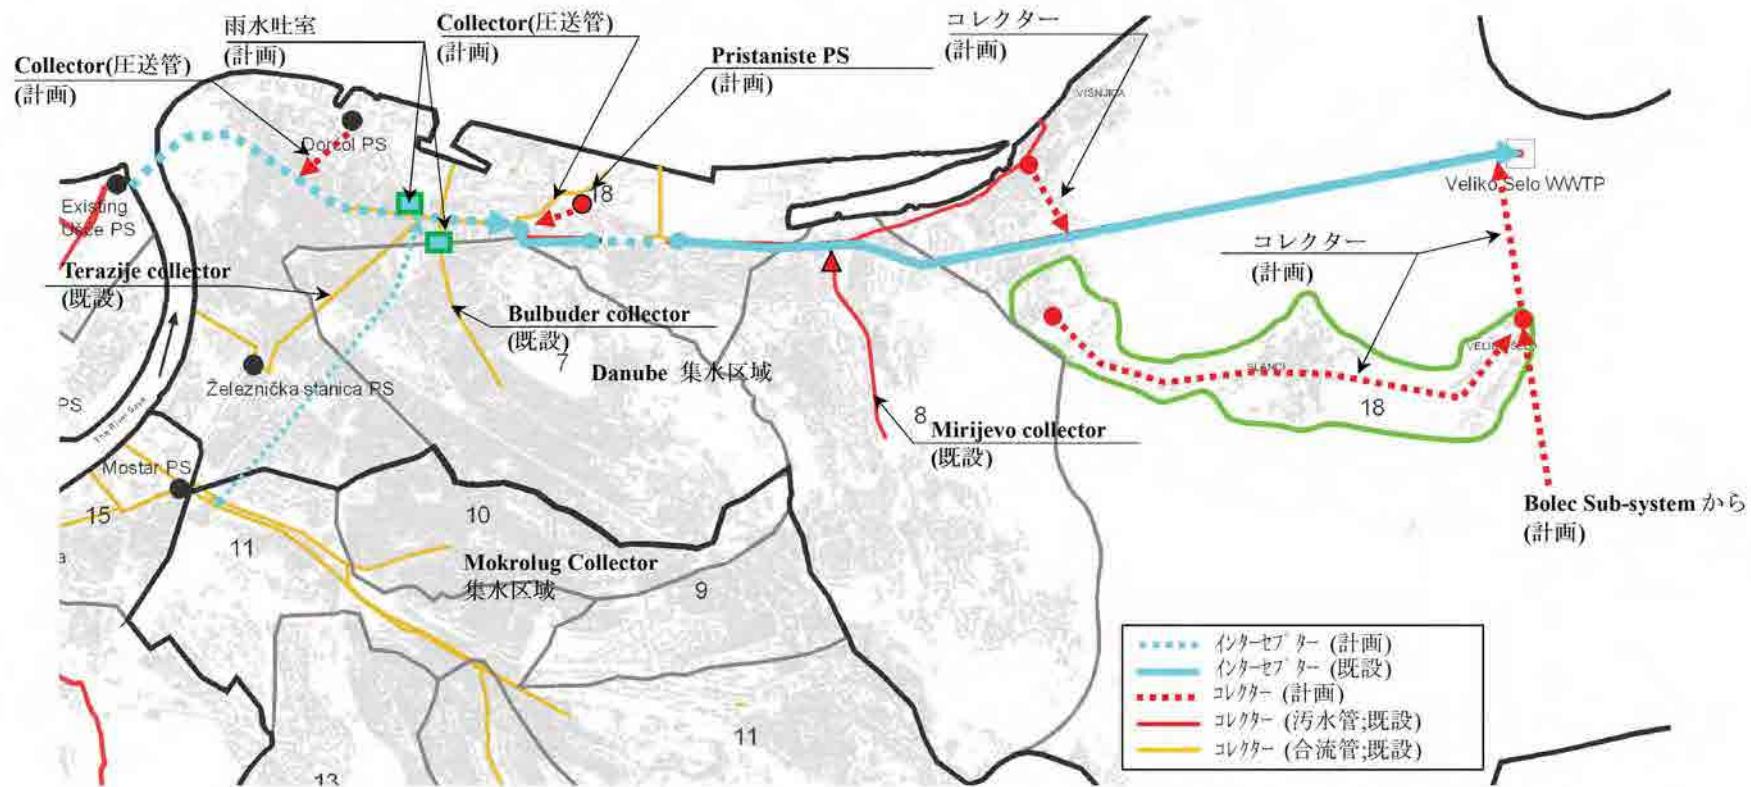 雨水吐室
(計画)
Collector(圧送管)
(計画)
コレクター
(計画)
Collector(圧送管)
(計画)
Pristaniste PS
(計画)
VIŠNJICA
Dorcol PS
Existing
Ušće PS
18
Veliko Selo WWTP
Terazije collector
(既設)
コレクター
(計画)
Bulbuder collector
(既設)
7
Danube 集水区域
Železnička stanica PS
PS
The River Sava
SLANCI
18
8
Mirijevo collector
(既設)
Mostar PS
15
11
10
Bolec Sub-system から
(計画)
Mokrolug Collector
集水区域
9
11
13
インターセプター (計画)
インターセプター (既設)
コレクター (計画)
コレクター (汚水管;既設)
コレクター (合流管;既設)